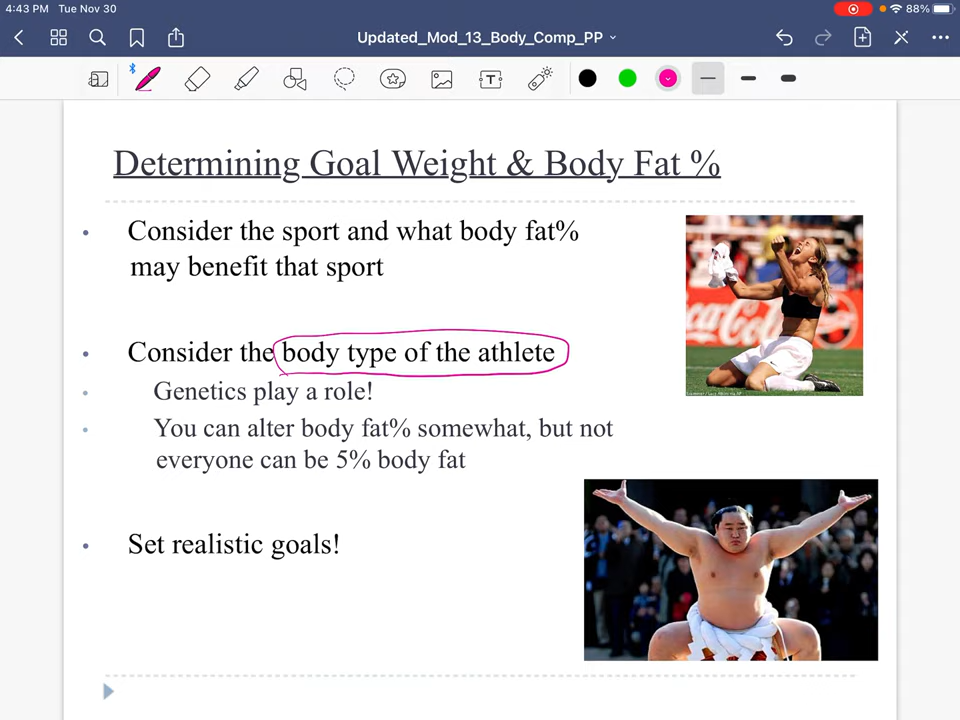 4:43 PM Tue Nov 30
88%
Updated_Mod_13_Body_Comp_PP
T
Determining Goal Weight & Body Fat %
• Consider the sport and what body fat%
may benefit that sport
Coca-Cola
• Consider the body type of the athlete
• Genetics play a role!
• You can alter body fat% somewhat, but not
everyone can be 5% body fat
• Set realistic goals!